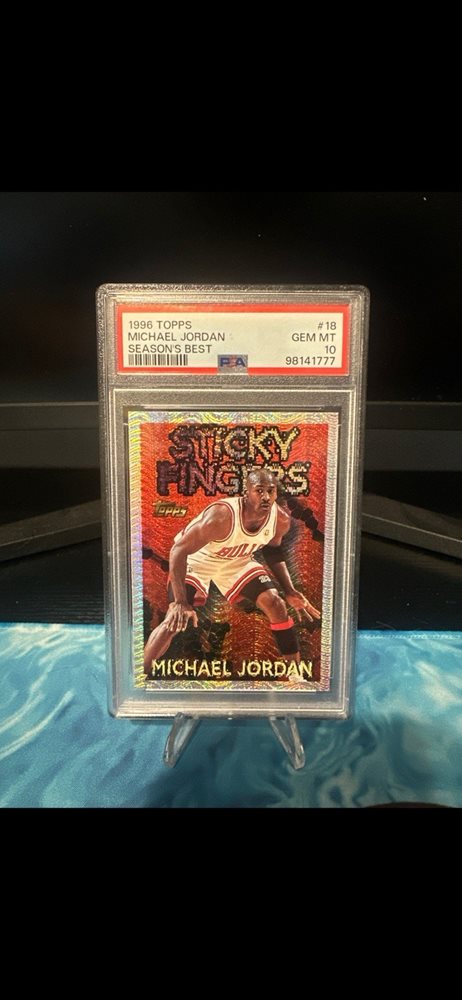 1996 TOPPS #18
MICHAEL JORDAN GEM MT
SEASON'S BEST 10
PSA 98141777
STICKY
FINGERS
Topps
BULLS
MICHAEL JORDAN